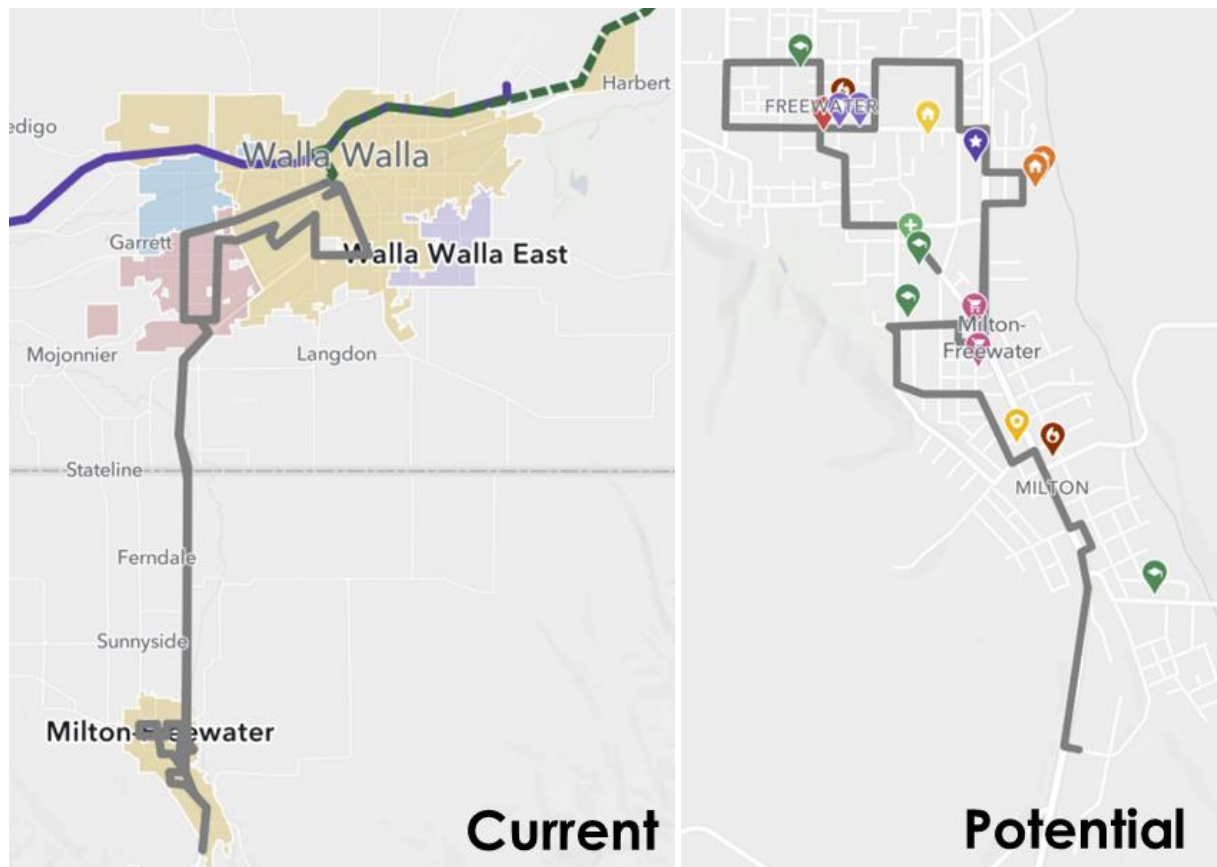 Harbert
edigo
Walla Walla
Garrett
Walla Walla East
Mojonnier
Langdon
Stateline
Ferndale
Sunnyside
Milton-Freewater
Current
FREEWATER
Milton-
Freewater
MILTON
Potential